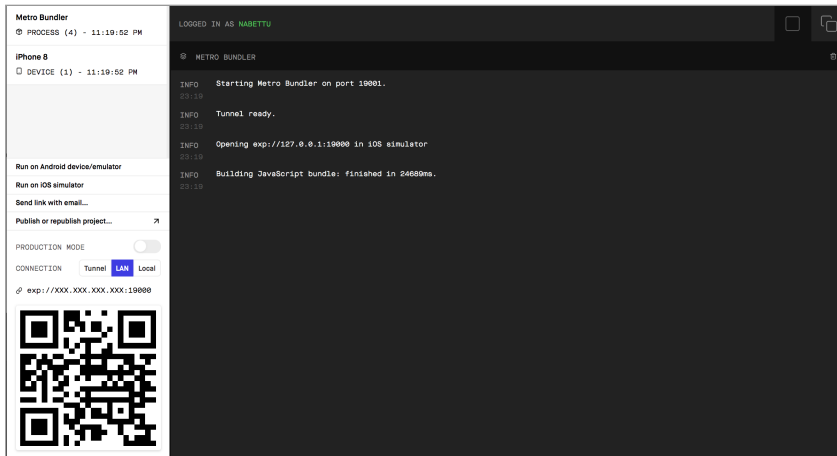 Metro Bundler
PROCESS (4) - 11:19:52 PM
iPhone 8
DEVICE (1) - 11:19:52 PM
Run on Android device/emulator
Run on iOS simulator
Send link with email...
Publish or republish project...
PRODUCTION MODE
CONNECTION Tunnel LAN Local
exp://XXX.XXX.XXX.XXX:19000
LOGGED IN AS NABETTU
METRO BUNDLER
INFO Starting Metro Bundler on port 19001.
23:19
INFO Tunnel ready.
23:19
INFO Opening exp://127.0.0.1:19000 in iOS simulator
23:19
INFO Building JavaScript bundle: finished in 24689ms.
23:19